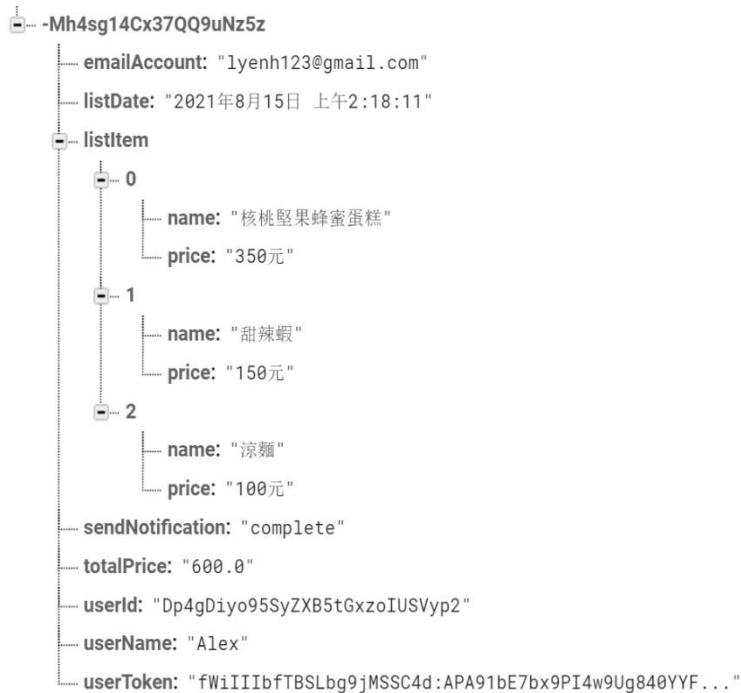 -Mh4sg14Cx37QQ9uNz5z
emailAccount: "lyenh123@gmail.com"
listDate: "2021年8月15日 上午2:18:11"
listItem
0
name: "核桃堅果蜂蜜蛋糕"
price: "350元"
1
name: "甜辣蝦"
price: "150元"
2
name: "涼麵"
price: "100元"
sendNotification: "complete"
totalPrice: "600.0"
userId: "Dp4gDiyo95SyZXB5tGxzoIUSVyp2"
userName: "Alex"
userToken: "fWiIIIbfTBSLbg9jMSSC4d:APA91bE7bx9PI4w9Ug840YYF..."